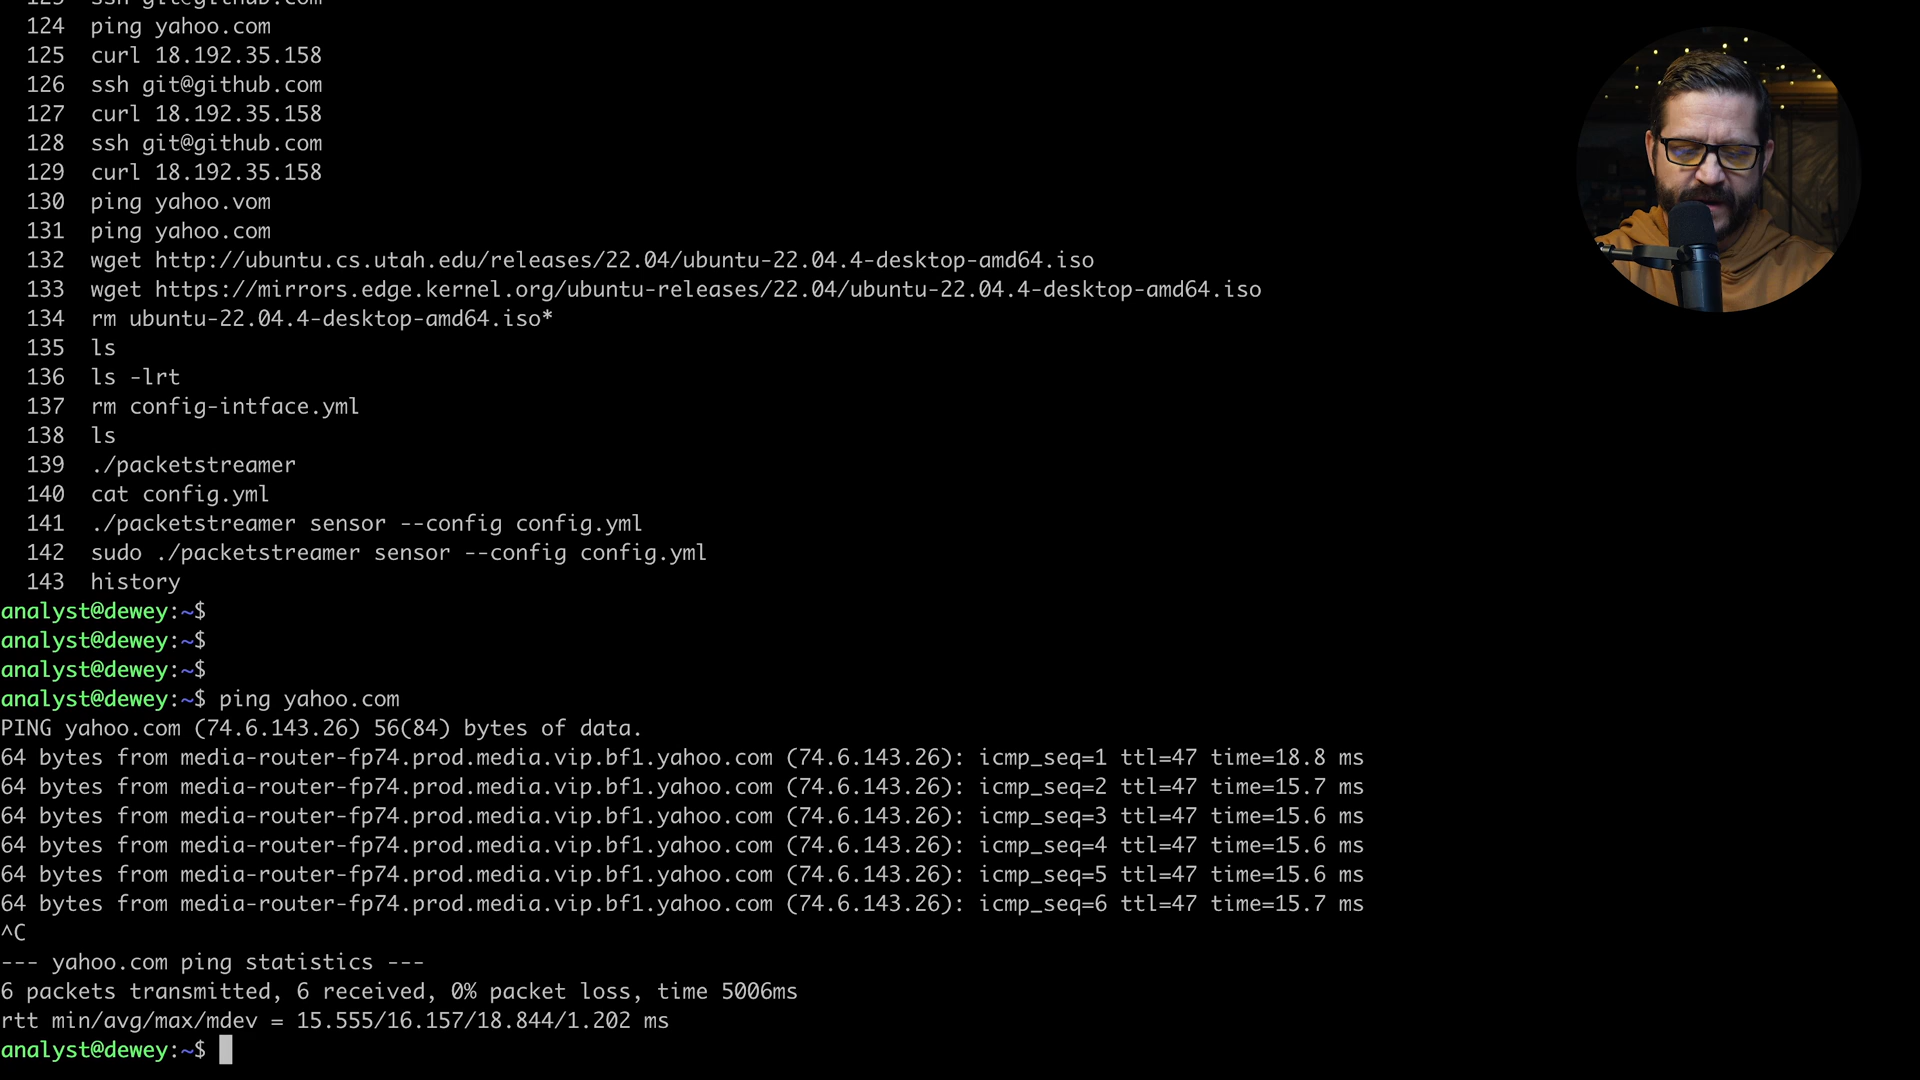 123 ssh git@github.com
124 ping yahoo.com
125 curl 18.192.35.158
126 ssh git@github.com
127 curl 18.192.35.158
128 ssh git@github.com
129 curl 18.192.35.158
130 ping yahoo.vom
131 ping yahoo.com
132 wget http://ubuntu.cs.utah.edu/releases/22.04/ubuntu-22.04.4-desktop-amd64.iso
133 wget https://mirrors.edge.kernel.org/ubuntu-releases/22.04/ubuntu-22.04.4-desktop-amd64.iso
134 rm ubuntu-22.04.4-desktop-amd64.iso*
135 ls
136 ls -lrt
137 rm config-intface.yml
138 ls
139 ./packetstreamer
140 cat config.yml
141 ./packetstreamer sensor --config config.yml
142 sudo ./packetstreamer sensor --config config.yml
143 history
analyst@dewey:~$
analyst@dewey:~$
analyst@dewey:~$
analyst@dewey:~$ ping yahoo.com
PING yahoo.com (74.6.143.26) 56(84) bytes of data.
64 bytes from media-router-fp74.prod.media.vip.bf1.yahoo.com (74.6.143.26): icmp_seq=1 ttl=47 time=18.8 ms
64 bytes from media-router-fp74.prod.media.vip.bf1.yahoo.com (74.6.143.26): icmp_seq=2 ttl=47 time=15.7 ms
64 bytes from media-router-fp74.prod.media.vip.bf1.yahoo.com (74.6.143.26): icmp_seq=3 ttl=47 time=15.6 ms
64 bytes from media-router-fp74.prod.media.vip.bf1.yahoo.com (74.6.143.26): icmp_seq=4 ttl=47 time=15.6 ms
64 bytes from media-router-fp74.prod.media.vip.bf1.yahoo.com (74.6.143.26): icmp_seq=5 ttl=47 time=15.6 ms
64 bytes from media-router-fp74.prod.media.vip.bf1.yahoo.com (74.6.143.26): icmp_seq=6 ttl=47 time=15.7 ms
^C
--- yahoo.com ping statistics ---
6 packets transmitted, 6 received, 0% packet loss, time 5006ms
rtt min/avg/max/mdev = 15.555/16.157/18.844/1.202 ms
analyst@dewey:~$